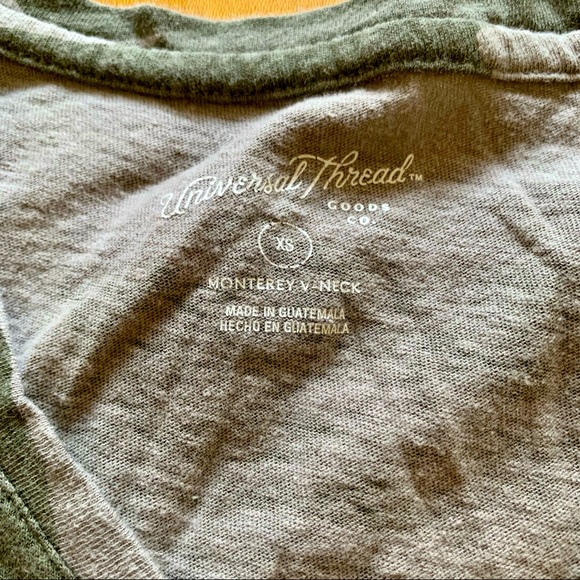 Universal Thread™
GOODS
CO.
XS
MONTEREY V-NECK
MADE IN GUATEMALA
HECHO EN GUATEMALA